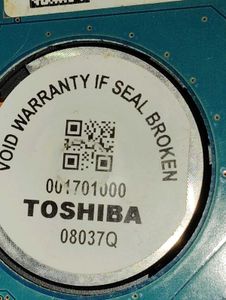 VOID WARRANTY IF SEAL BROKEN
001701000
TOSHIBA
08037Q